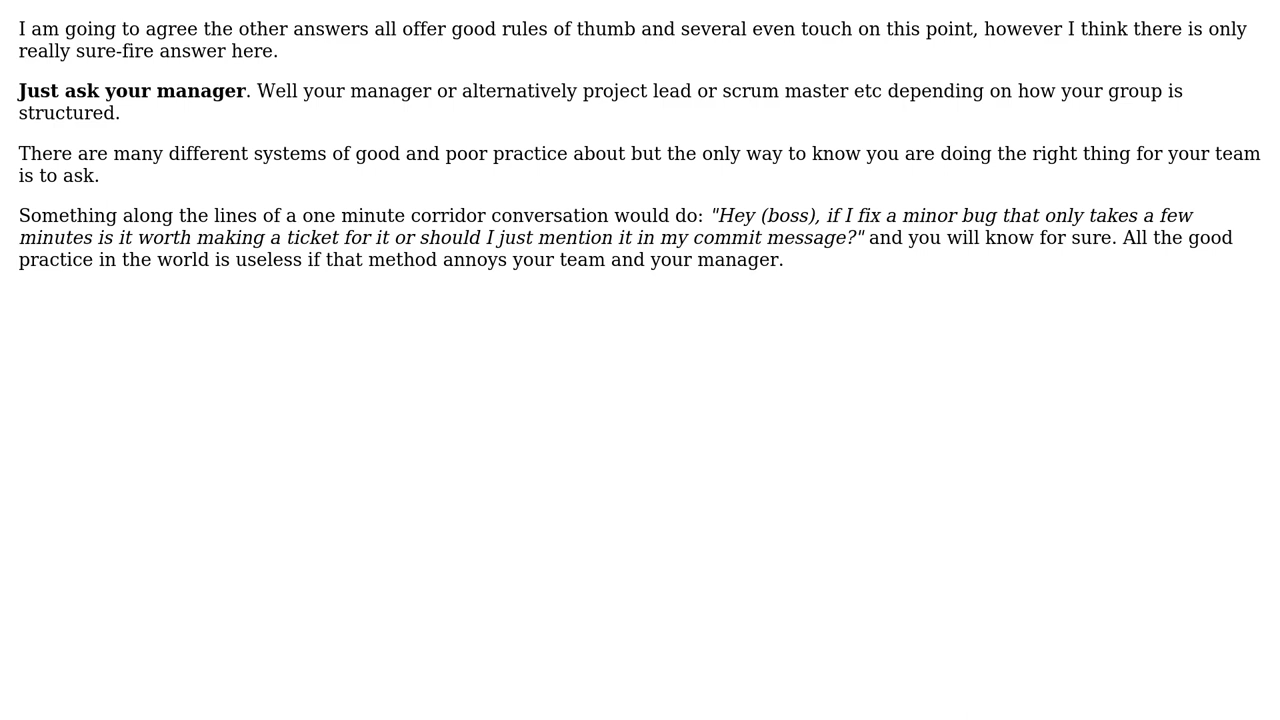 I am going to agree the other answers all offer good rules of thumb and several even touch on this point, however I think there is only
really sure-fire answer here.
Just ask your manager. Well your manager or alternatively project lead or scrum master etc depending on how your group is
structured.
There are many different systems of good and poor practice about but the only way to know you are doing the right thing for your team
is to ask.
Something along the lines of a one minute corridor conversation would do: "Hey (boss), if I fix a minor bug that only takes a few
minutes is it worth making a ticket for it or should I just mention it in my commit message?" and you will know for sure. All the good
practice in the world is useless if that method annoys your team and your manager.